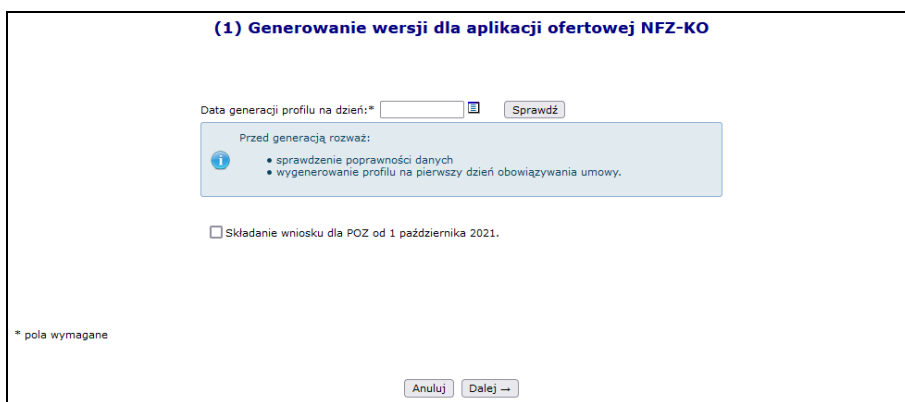 (1) Generowanie wersji dla aplikacji ofertowej NFZ-KO
Data generacji profilu na dzień:* Sprawdź
Przed generacją rozważ:
• sprawdzenie poprawności danych
• wygenerowanie profilu na pierwszy dzień obowiązywania umowy.
Składanie wniosku dla POZ od 1 października 2021.
* pola wymagane
Anuluj Dalej →